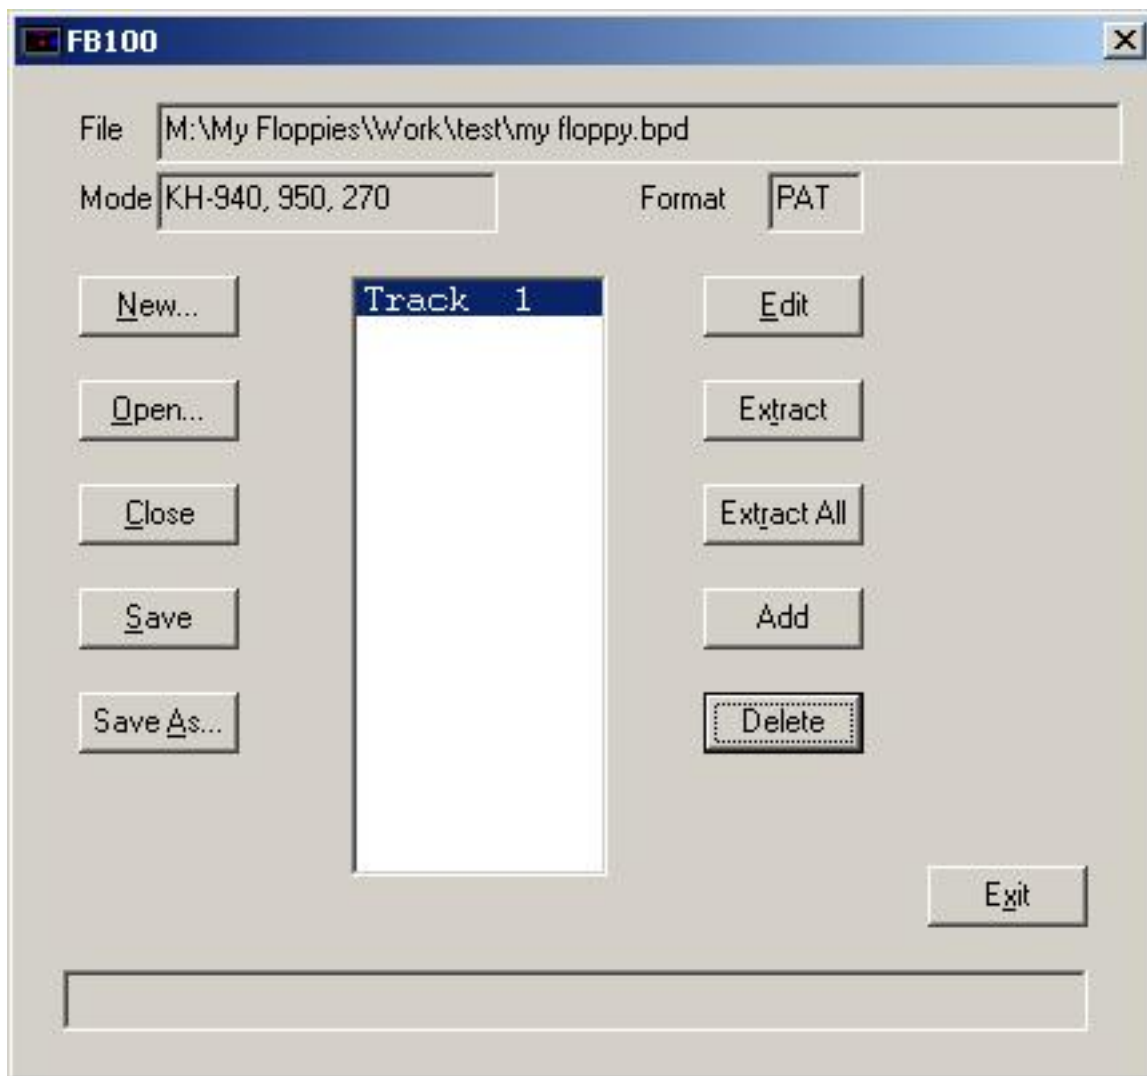 FB100
File M:\My Floppies\Work\test\my floppy.bpd
Mode KH-940, 950, 270 Format PAT
New... Track 1 Edit
Open... Extract
Close Extract All
Save Add
Save As... Delete
Exit